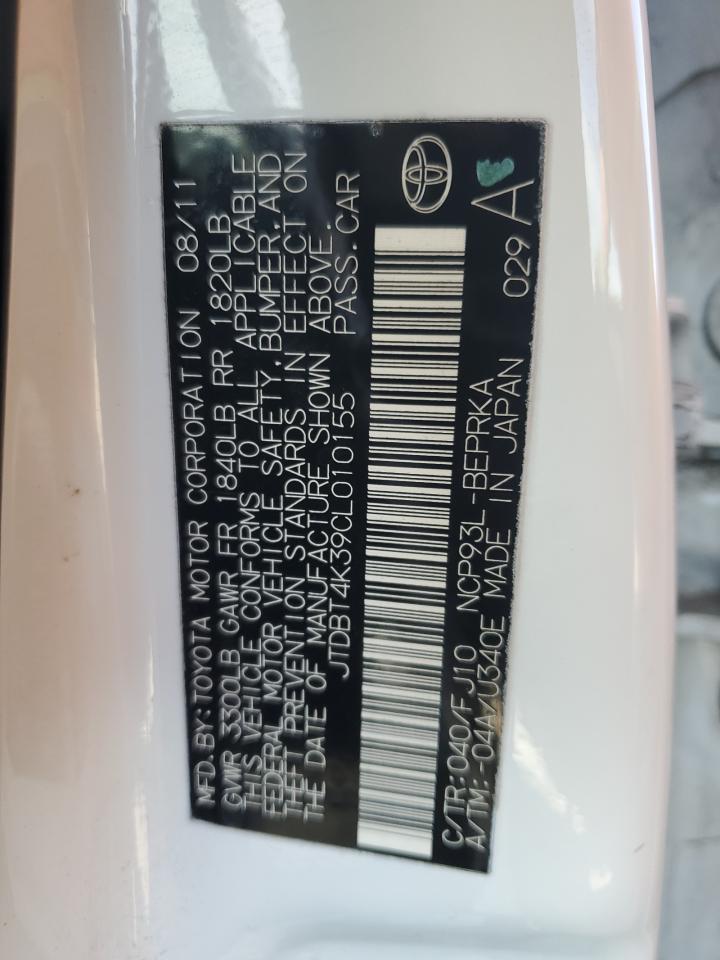 MFD. BY: TOYOTA MOTOR CORPORATION 08/11
GVWR 3300LB GAWR FR 1840LB RR 1820LB
THIS VEHICLE CONFORMS TO ALL APPLICABLE
FEDERAL MOTOR VEHICLE SAFETY, BUMPER, AND
THEFT PREVENTION STANDARDS IN EFFECT ON
THE DATE OF MANUFACTURE SHOWN ABOVE.
JTDBT4K39CL010155 PASS. CAR
C/TR: 040/FJ10 NCP93L-BEPRKA 029 A
A/TM: -04A/U340E MADE IN JAPAN